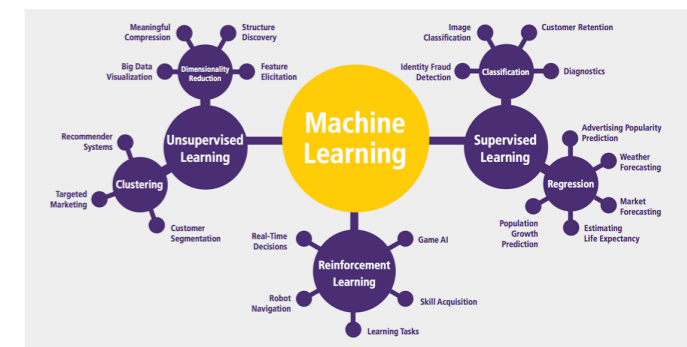 Meaningful
Compression
Structure
Discovery
Big Data
Visualization
Dimensionality
Reduction
Feature
Elicitation
Image
Classification
Customer Retention
Identity Fraud
Detection
Classification
Diagnostics
Machine
Learning
Unsupervised
Learning
Supervised
Learning
Recommender
Systems
Clustering
Targeted
Marketing
Customer
Segmentation
Advertising Popularity
Prediction
Weather
Forecasting
Regression
Market
Forecasting
Population
Growth
Prediction
Estimating
Life Expectancy
Real-Time
Decisions
Game AI
Reinforcement
Learning
Robot
Navigation
Skill Acquisition
Learning Tasks